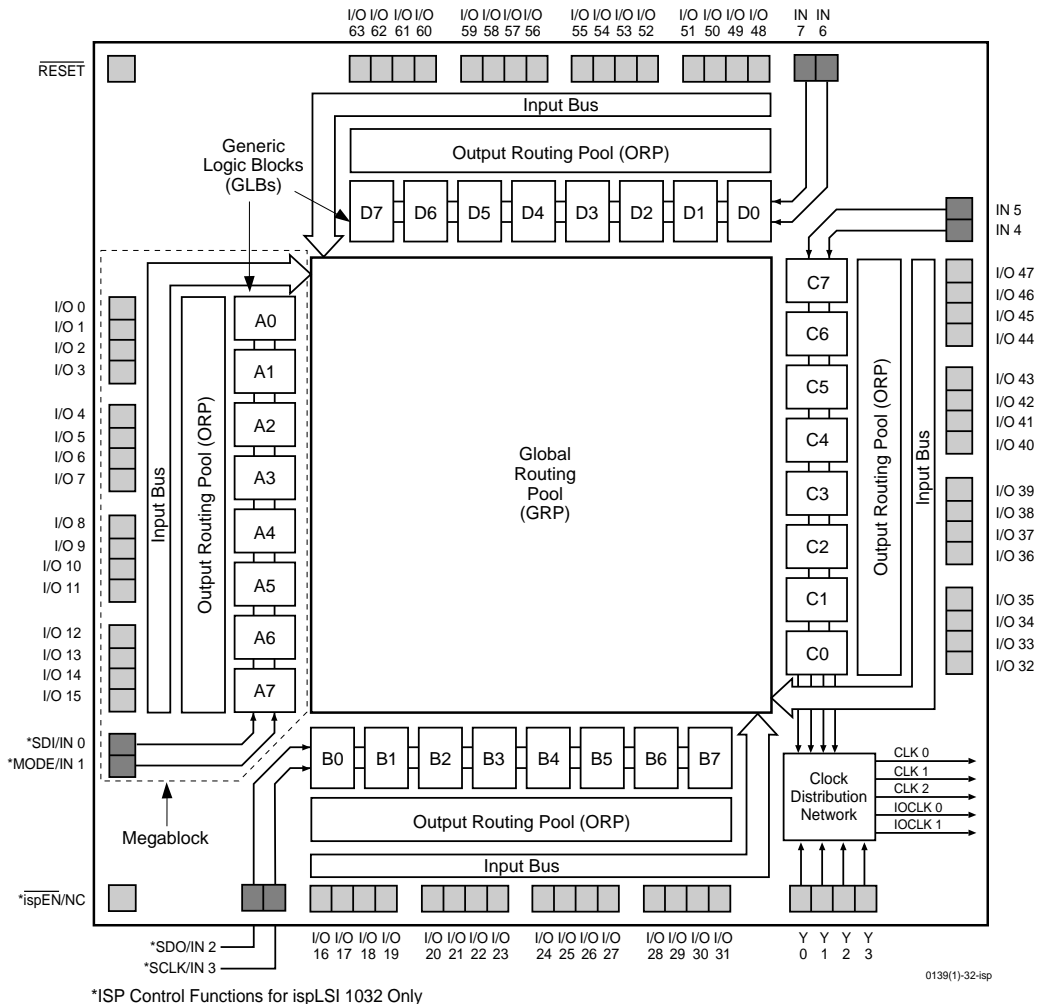 I/O I/O I/O I/O
63 62 61 60
I/O I/O I/O I/O
59 58 57 56
I/O I/O I/O I/O
55 54 53 52
I/O I/O I/O I/O
51 50 49 48
IN IN
7 6
RESET
Input Bus
Output Routing Pool (ORP)
Generic
Logic Blocks
(GLBs)
D7 D6 D5 D4 D3 D2 D1 D0
IN 5
IN 4
I/O 0
I/O 1
I/O 2
I/O 3
I/O 4
I/O 5
I/O 6
I/O 7
I/O 8
I/O 9
I/O 10
I/O 11
I/O 12
I/O 13
I/O 14
I/O 15
*SDI/IN 0
*MODE/IN 1
Input Bus
Output Routing Pool (ORP)
A0
A1
A2
A3
A4
A5
A6
A7
Global
Routing
Pool
(GRP)
C7
C6
C5
C4
C3
C2
C1
C0
Output Routing Pool (ORP)
Input Bus
I/O 47
I/O 46
I/O 45
I/O 44
I/O 43
I/O 42
I/O 41
I/O 40
I/O 39
I/O 38
I/O 37
I/O 36
I/O 35
I/O 34
I/O 33
I/O 32
B0 B1 B2 B3 B4 B5 B6 B7
Output Routing Pool (ORP)
Input Bus
Megablock
Clock
Distribution
Network
CLK 0
CLK 1
CLK 2
IOCLK 0
IOCLK 1
*ispEN/NC
*SDO/IN 2
*SCLK/IN 3
I/O I/O I/O I/O
16 17 18 19
I/O I/O I/O I/O
20 21 22 23
I/O I/O I/O I/O
24 25 26 27
I/O I/O I/O I/O
28 29 30 31
Y Y Y Y
0 1 2 3
0139(1)-32-isp
*ISP Control Functions for ispLSI 1032 Only